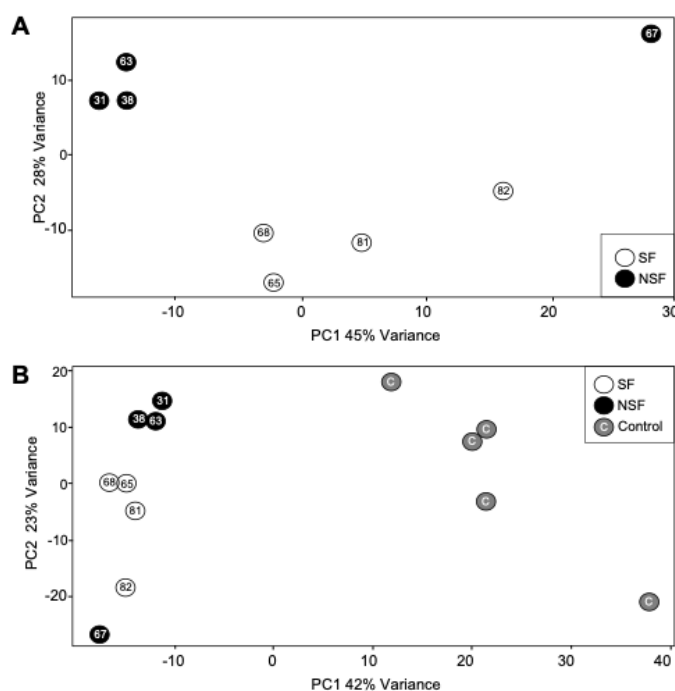 A
PC2 28% Variance
10
0
-10
63
31
38
67
68
65
81
82
SF
NSF
-10
0
10
20
30
PC1 45% Variance
B
PC2 23% Variance
20
10
0
-10
-20
31
38
63
68
65
81
82
67
C
C
C
C
C
SF
NSF
C Control
-10
0
10
20
30
40
PC1 42% Variance